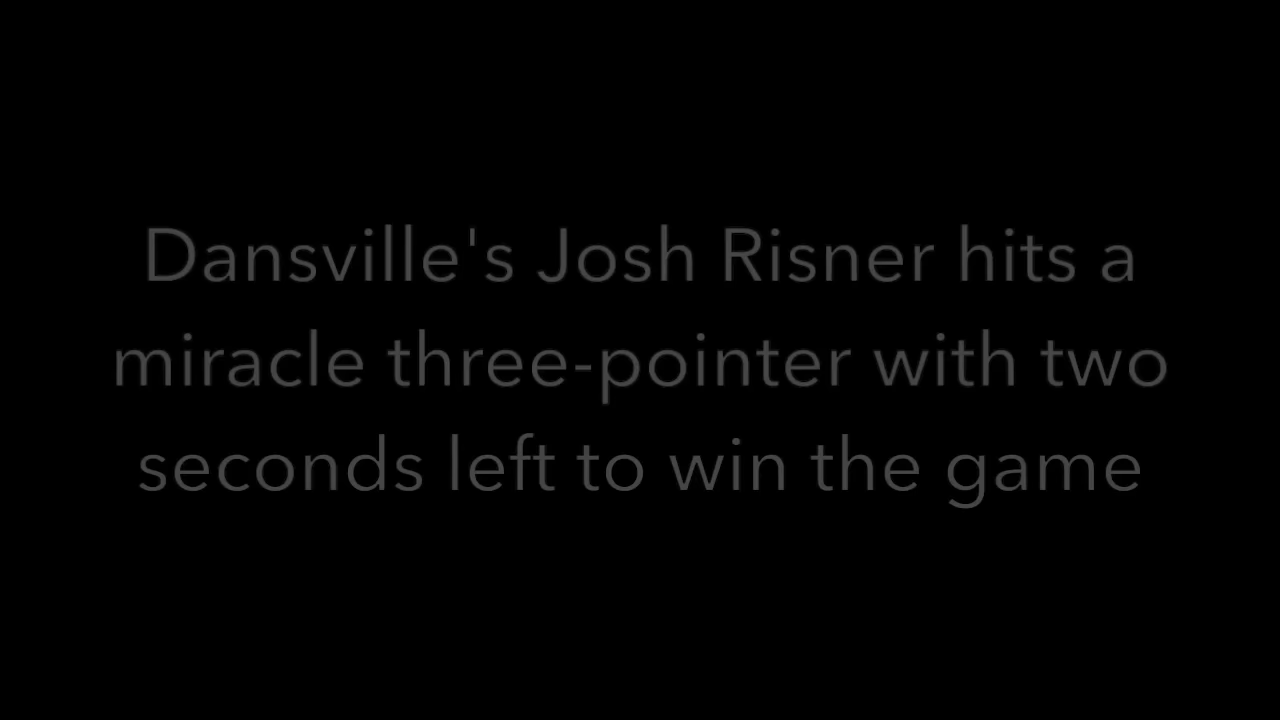 Dansville's Josh Risner hits a
miracle three-pointer with two
seconds left to win the game